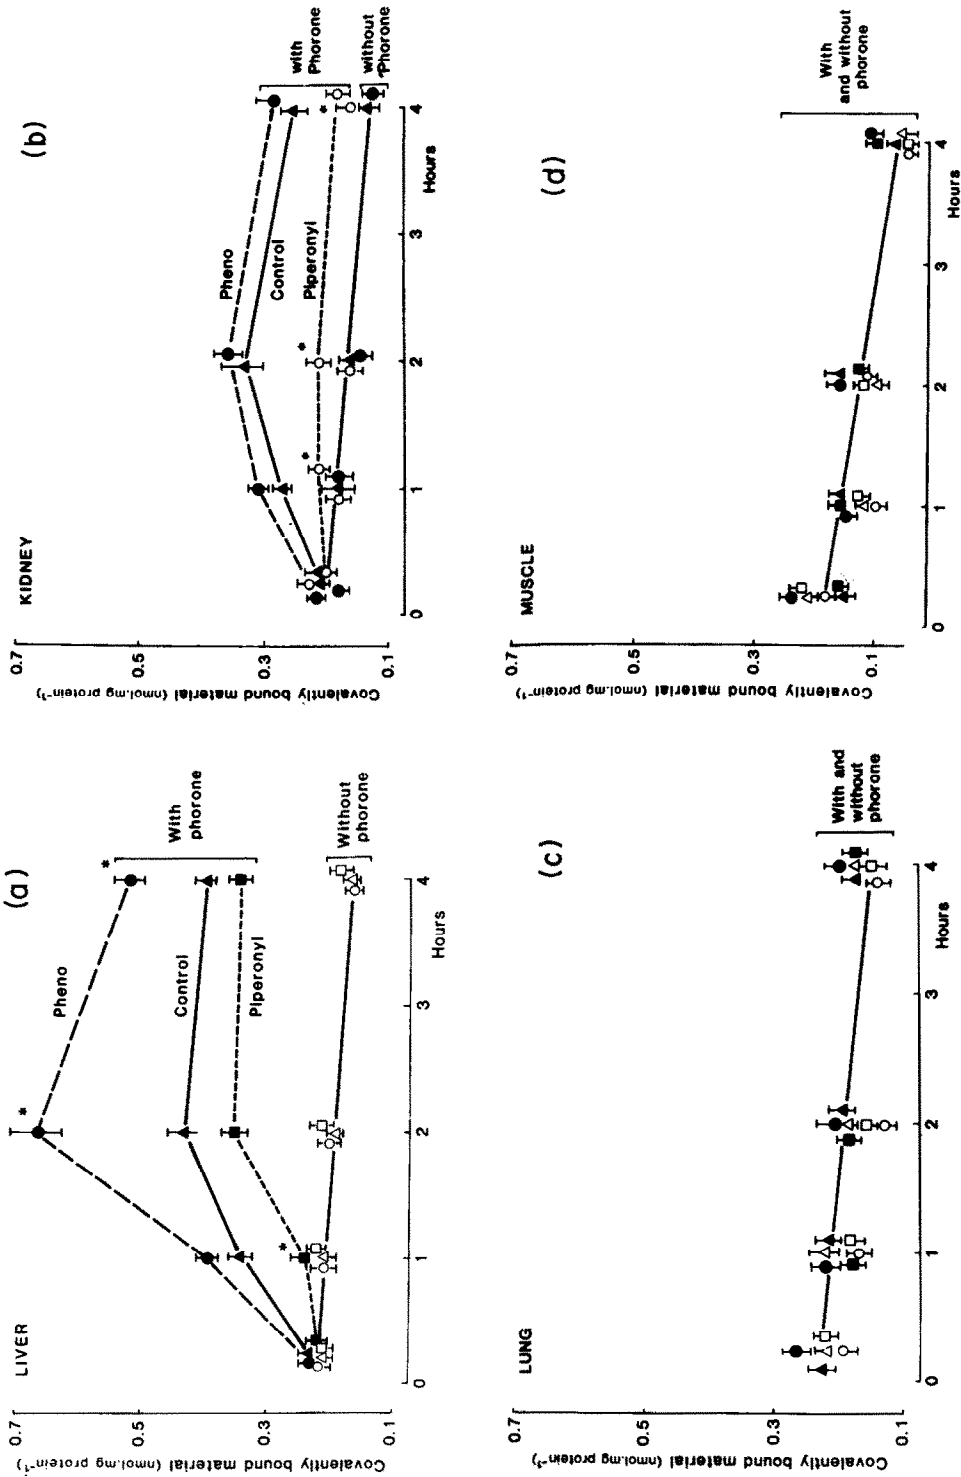 (a)
LIVER
Covalently bound material (nmol.mg protein⁻¹)
0.7
0.5
0.3
0.1
Pheno
*
*
Control
Piperonyl
*
With
phorone
Without
phorone
0
1
2
3
4
Hours
(b)
KIDNEY
Covalently bound material (nmol.mg protein⁻¹)
0.7
0.5
0.3
0.1
Pheno
Control
Piperonyl
*
*
*
with
Phorone
without
Phorone
0
1
2
3
4
Hours
(c)
LUNG
Covalently bound material (nmol.mg protein⁻¹)
0.7
0.5
0.3
0.1
With and
without
phorone
0
1
2
3
4
Hours
(d)
MUSCLE
Covalently bound material (nmol.mg protein⁻¹)
0.7
0.5
0.3
0.1
With
and without
phorone
0
1
2
3
4
Hours